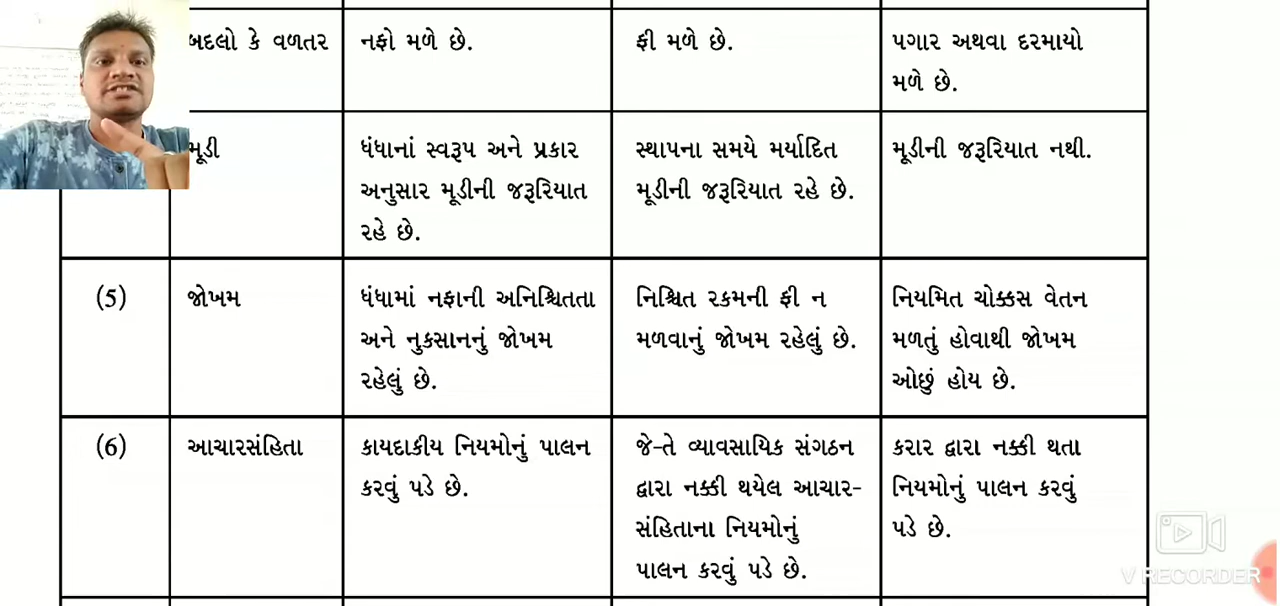 બદલો કે વળતર
નફો મળે છે.
ફી મળે છે.
પગાર અથવા દરમાયો
મળે છે.
મૂડી
ધંધાનાં સ્વરૂપ અને પ્રકાર
અનુસાર મૂડીની જરૂરિયાત
રહે છે.
સ્થાપના સમયે મર્યાદિત
મૂડીની જરૂરિયાત રહે છે.
મૂડીની જરૂરિયાત નથી.
(5)
જોખમ
ધંધામાં નફાની અનિશ્ચિતતા
અને નુકસાનનું જોખમ
રહેલું છે.
નિશ્ચિત રકમની ફી ન
મળવાનું જોખમ રહેલું છે.
નિયમિત ચોક્કસ વેતન
મળતું હોવાથી જોખમ
ઓછું હોય છે.
(6)
આચારસંહિતા
કાયદાકીય નિયમોનું પાલન
કરવું પડે છે.
જે-તે વ્યાવસાયિક સંગઠન
દ્વારા નક્કી થયેલ આચાર-
સંહિતાના નિયમોનું
પાલન કરવું પડે છે.
કરાર દ્વારા નક્કી થતા
નિયમોનું પાલન કરવું
પડે છે.
V RECORDER